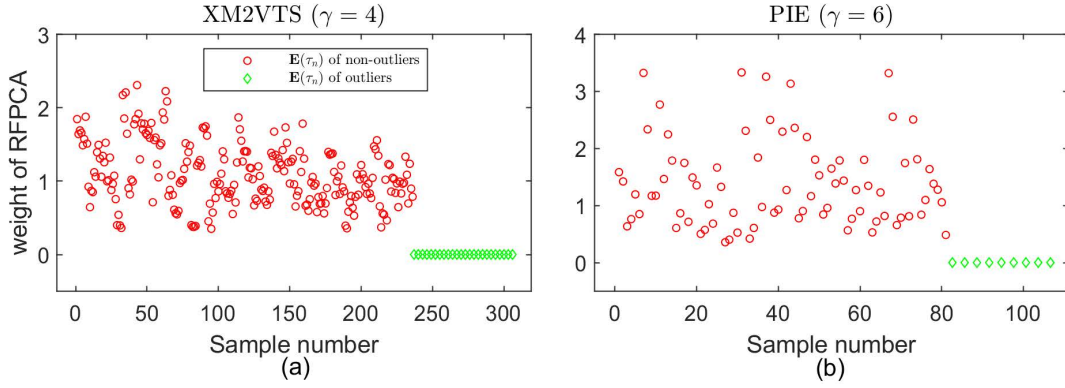 XM2VTS (γ = 4)
weight of RFPCA
3
2
1
0
E(τₙ) of non-outliers
E(τₙ) of outliers
0 50 100 150 200 250 300
Sample number
(a)
PIE (γ = 6)
4
3
2
1
0
0 20 40 60 80 100
Sample number
(b)